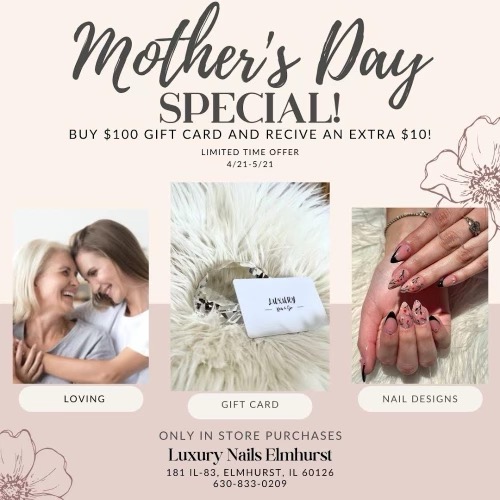 Mother's Day
SPECIAL!
BUY $100 GIFT CARD AND RECIVE AN EXTRA $10!
LIMITED TIME OFFER
4/21-5/21
LOVING
GIFT CARD
NAIL DESIGNS
ONLY IN STORE PURCHASES
Luxury Nails Elmhurst
181 IL-83, ELMHURST, IL 60126
630-833-0209